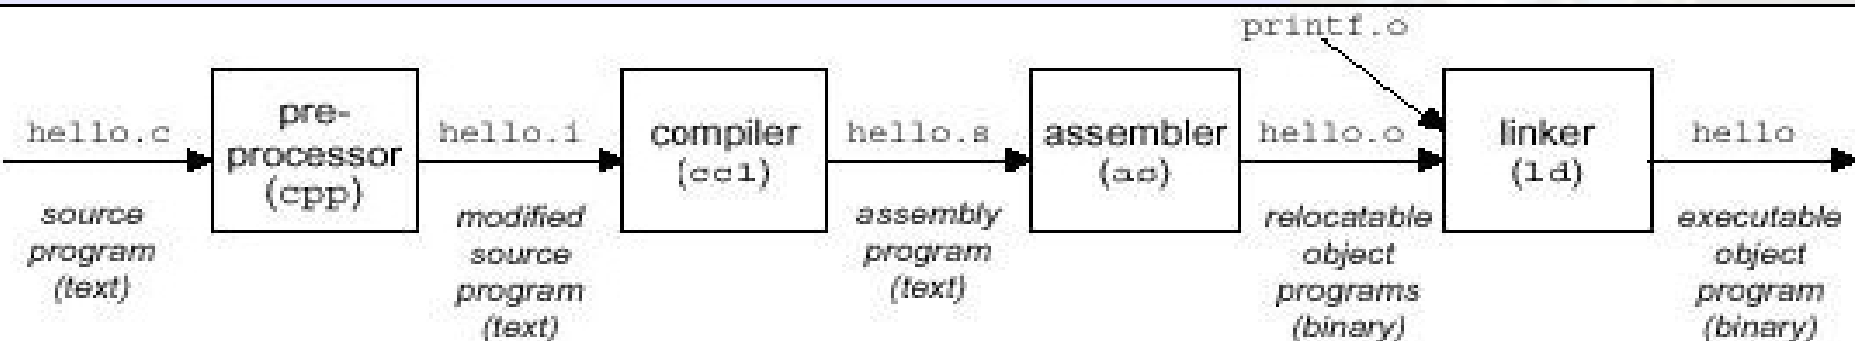 printf.o
hello.c
pre-
processor
(cpp)
hello.i
compiler
(cc1)
hello.s
assembler
(as)
hello.o
linker
(ld)
hello
source
program
(text)
modified
source
program
(text)
assembly
program
(text)
relocatable
object
programs
(binary)
executable
object
program
(binary)